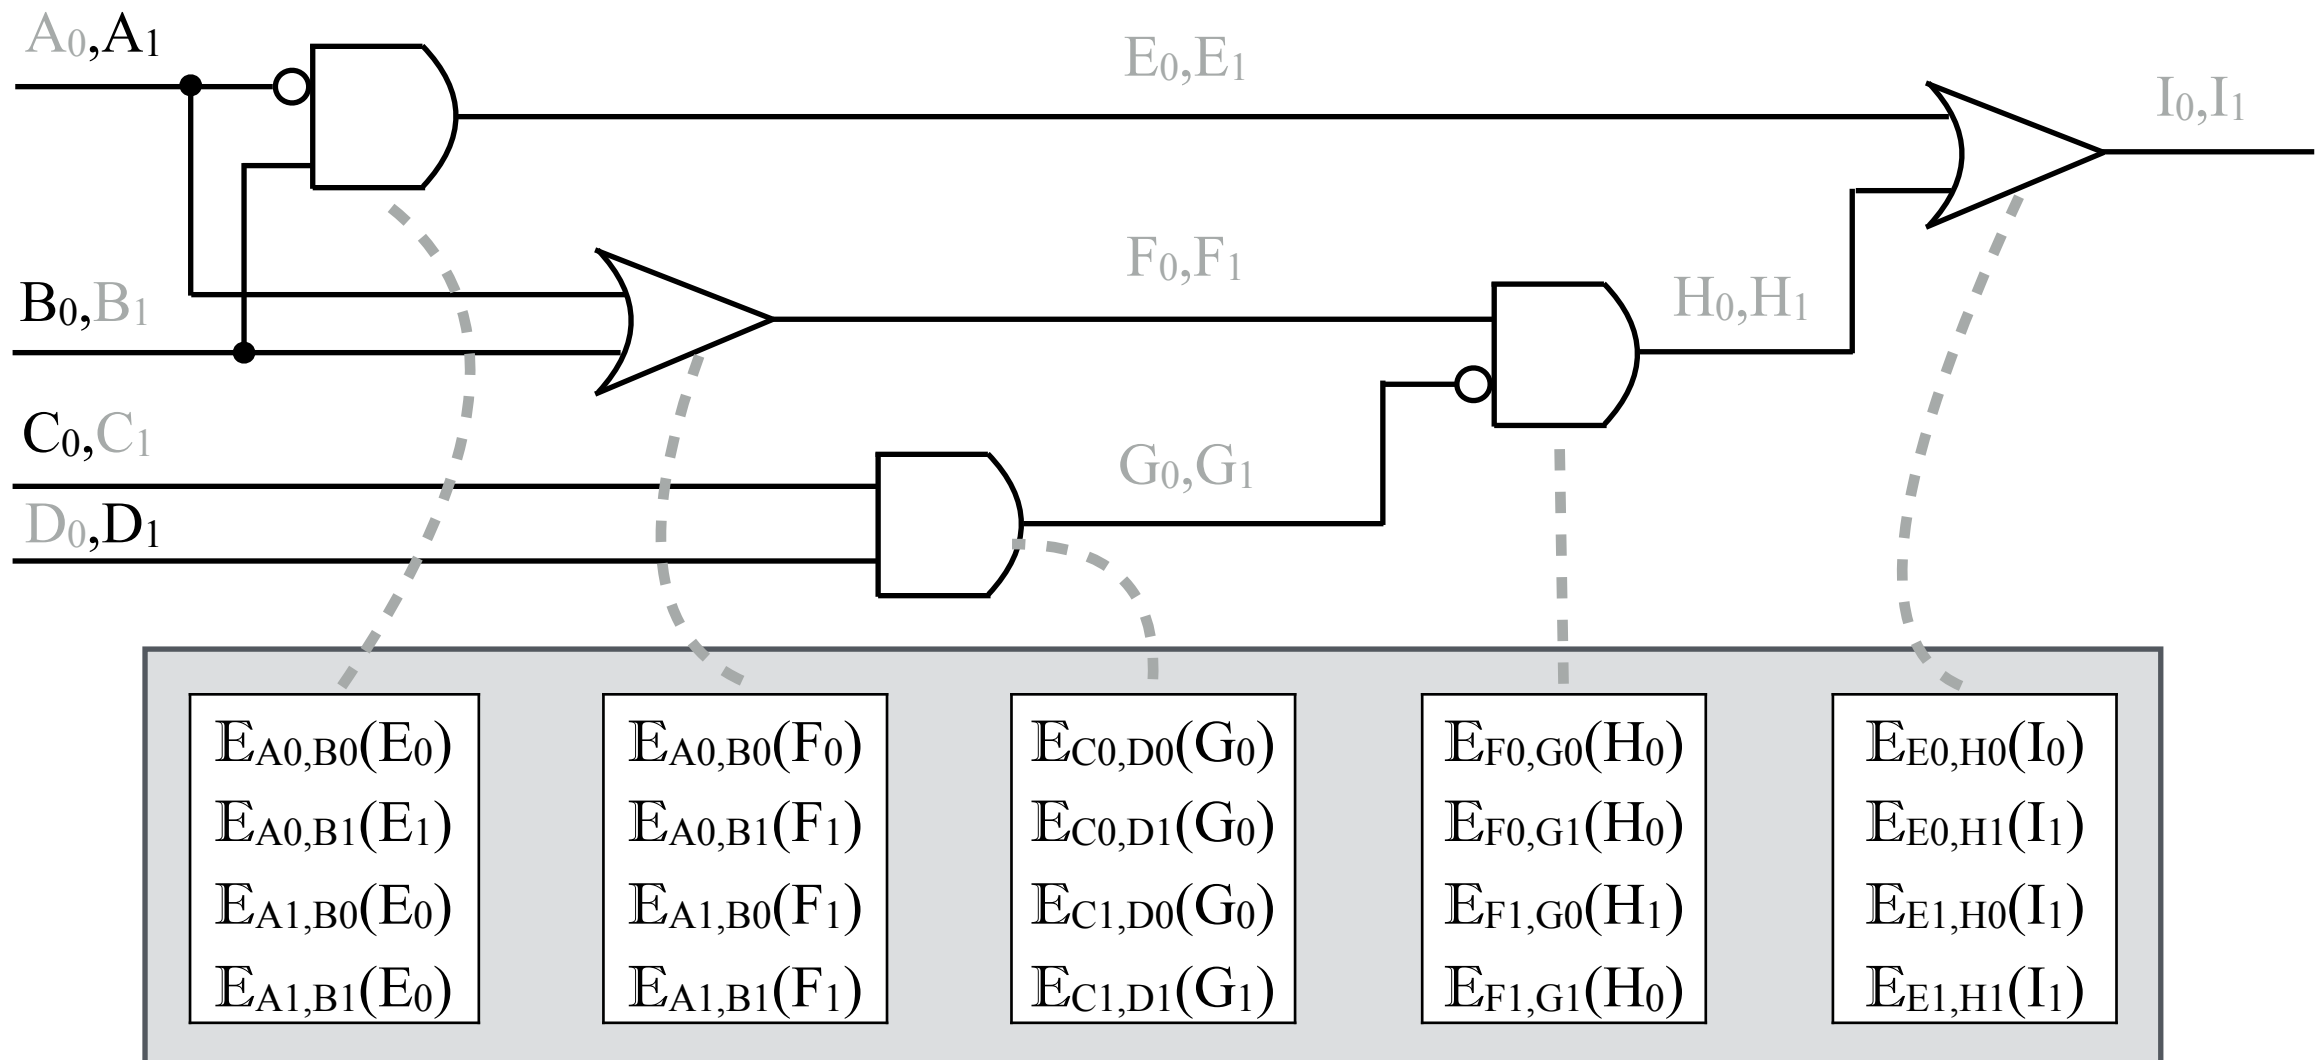 A0,A1
E0,E1
I0,I1
F0,F1
B0,B1
H0,H1
C0,C1
G0,G1
D0,D1
𝔼A0,B0(E0)
𝔼A0,B1(E1)
𝔼A1,B0(E0)
𝔼A1,B1(E0)
𝔼A0,B0(F0)
𝔼A0,B1(F1)
𝔼A1,B0(F1)
𝔼A1,B1(F1)
𝔼C0,D0(G0)
𝔼C0,D1(G0)
𝔼C1,D0(G0)
𝔼C1,D1(G1)
𝔼F0,G0(H0)
𝔼F0,G1(H0)
𝔼F1,G0(H1)
𝔼F1,G1(H0)
𝔼E0,H0(I0)
𝔼E0,H1(I1)
𝔼E1,H0(I1)
𝔼E1,H1(I1)